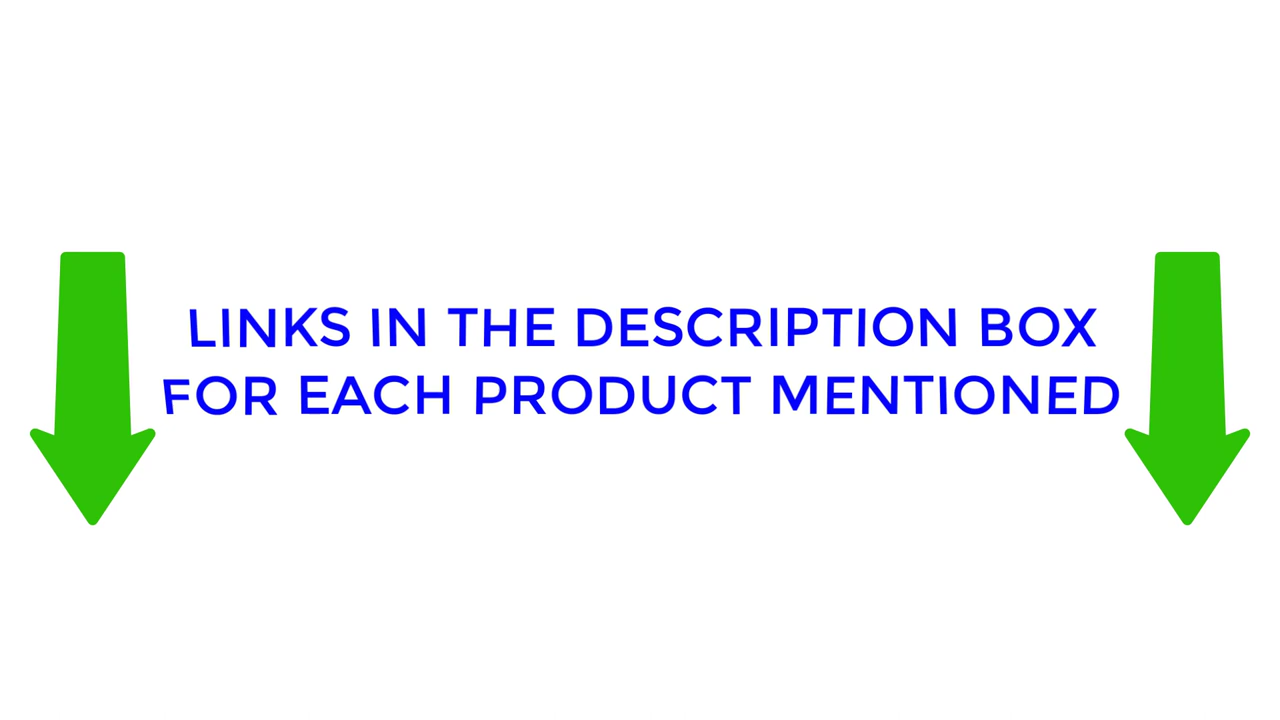 LINKS IN THE DESCRIPTION BOX
FOR EACH PRODUCT MENTIONED